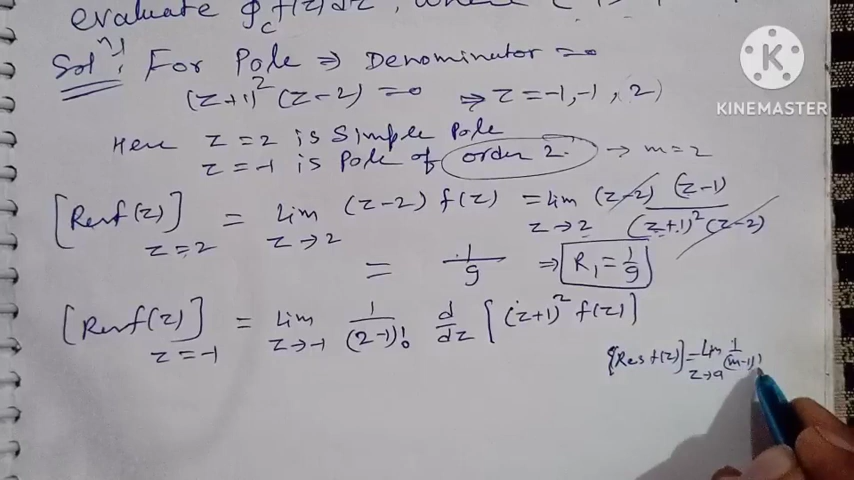 evaluate ∮c f(z) dz, where C is
Solⁿ: For Pole ⇒ Denominator = 0
(z+1)² (z-2) = 0 ⇒ z = -1, -1, 2)
KINEMASTER
Here z = 2 is Simple Pole
z = -1 is Pole of order 2. → m = 2
[Res f(z)] z=2 = Lim z→2 (z-2) f(z) = Lim z→2 (z-2) (z-1) / (z+1)² (z-2)
= 1/9 ⇒ R₁ = 1/9
[Res f(z)] z=-1 = Lim z→-1 1/(2-1)! d/dz [(z+1)² f(z)]
[Res f(z)] = Lim z→a 1/(m-1)!